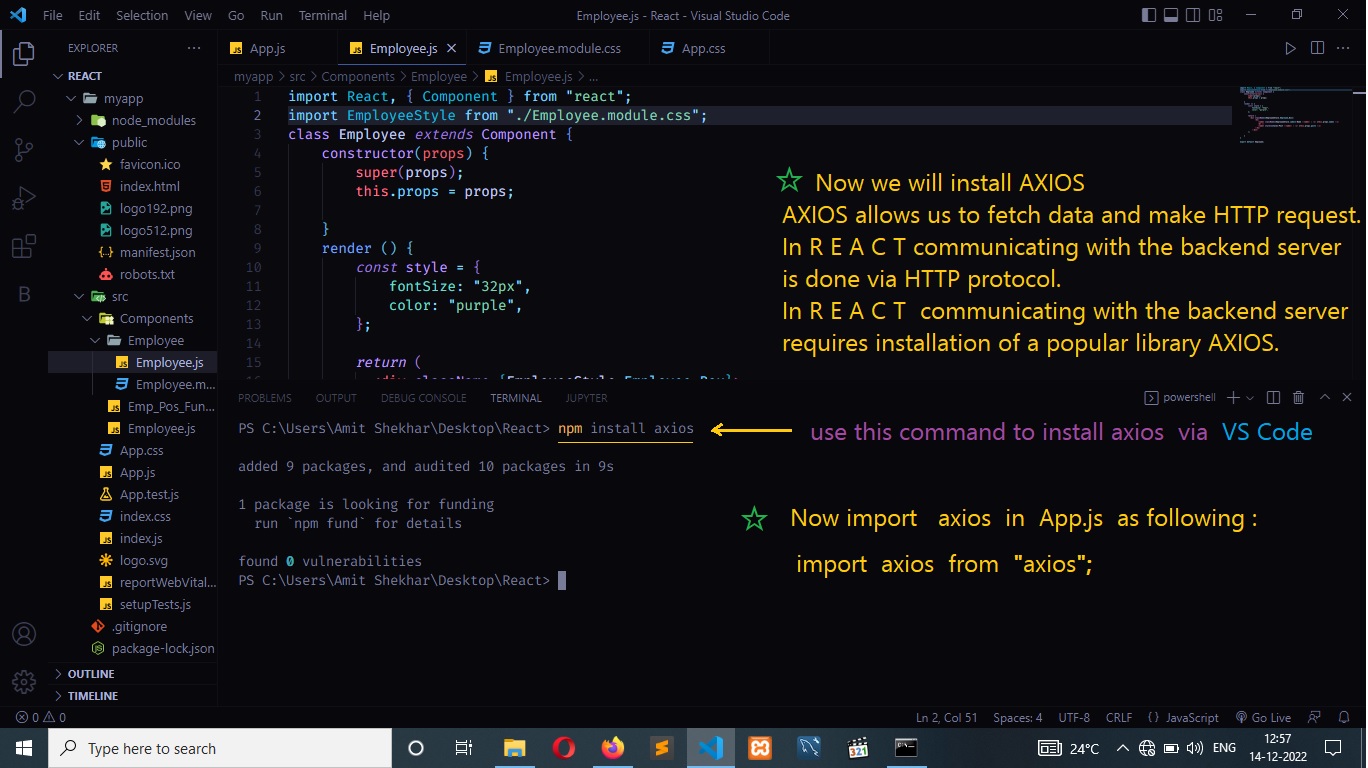 File Edit Selection View Go Run Terminal Help Employee.js - React - Visual Studio Code
EXPLORER
REACT
myapp
node_modules
public
favicon.ico
index.html
logo192.png
logo512.png
manifest.json
robots.txt
src
Components
Employee
Employee.js
Employee.m...
Emp_Pos_Fun...
Employee.js
App.css
App.js
App.test.js
index.css
index.js
logo.svg
reportWebVital...
setupTests.js
.gitignore
package-lock.json
OUTLINE
TIMELINE
App.js Employee.js Employee.module.css App.css
myapp > src > Components > Employee > Employee.js > ...
1 import React, { Component } from "react";
2 import EmployeeStyle from "./Employee.module.css";
3 class Employee extends Component {
4 constructor(props) {
5 super(props);
6 this.props = props;
7
8 }
9 render () {
10 const style = {
11 fontSize: "32px",
12 color: "purple",
13 };
14
15 return (
☆ Now we will install AXIOS
AXIOS allows us to fetch data and make HTTP request.
In R E A C T communicating with the backend server
is done via HTTP protocol.
In R E A C T communicating with the backend server
requires installation of a popular library AXIOS.
PROBLEMS OUTPUT DEBUG CONSOLE TERMINAL JUPYTER powershell
PS C:\Users\Amit Shekhar\Desktop\React> npm install axios
use this command to install axios via VS Code
added 9 packages, and audited 10 packages in 9s
1 package is looking for funding
run `npm fund` for details
found 0 vulnerabilities
PS C:\Users\Amit Shekhar\Desktop\React>
☆ Now import axios in App.js as following :
import axios from "axios";
0 0 Ln 2, Col 51 Spaces: 4 UTF-8 CRLF {} JavaScript Go Live
Type here to search 321 24°C ENG 12:57
14-12-2022